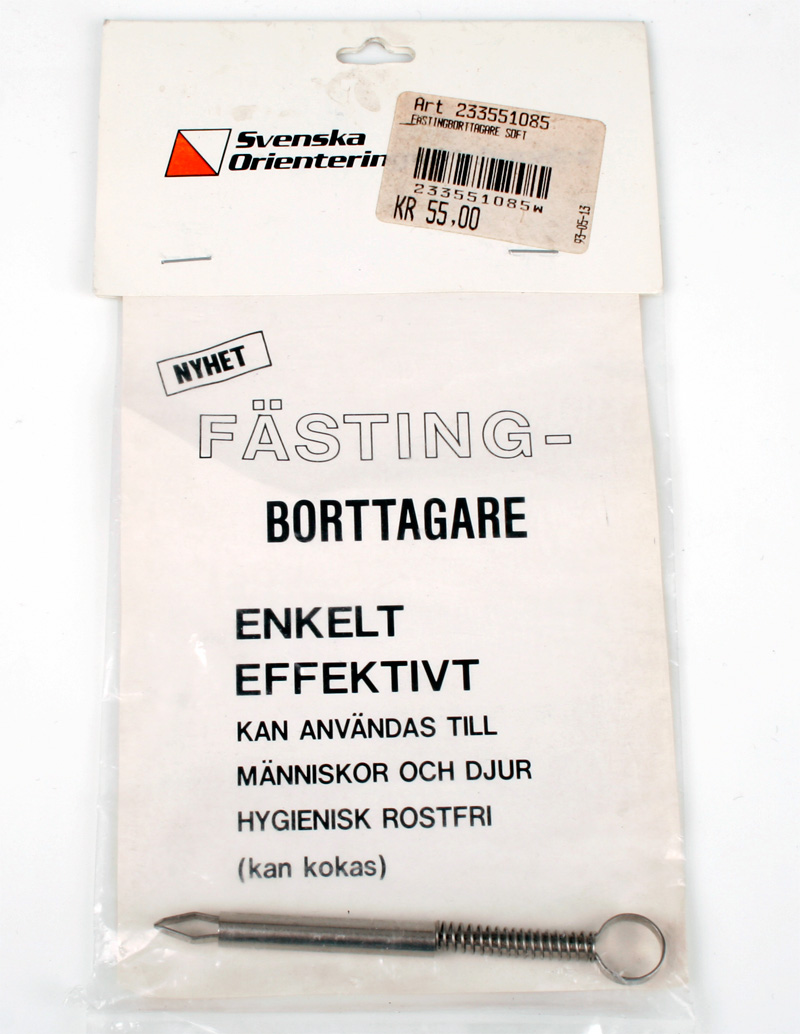 Svenska
Orienterin
Art 233551085
FÄSTINGBORTTAGARE SOFT
233551085W
KR 55,00
93-05-13
NYHET
FÄSTING-
BORTTAGARE
ENKELT
EFFEKTIVT
KAN ANVÄNDAS TILL
MÄNNISKOR OCH DJUR
HYGIENISK ROSTFRI
(kan kokas)